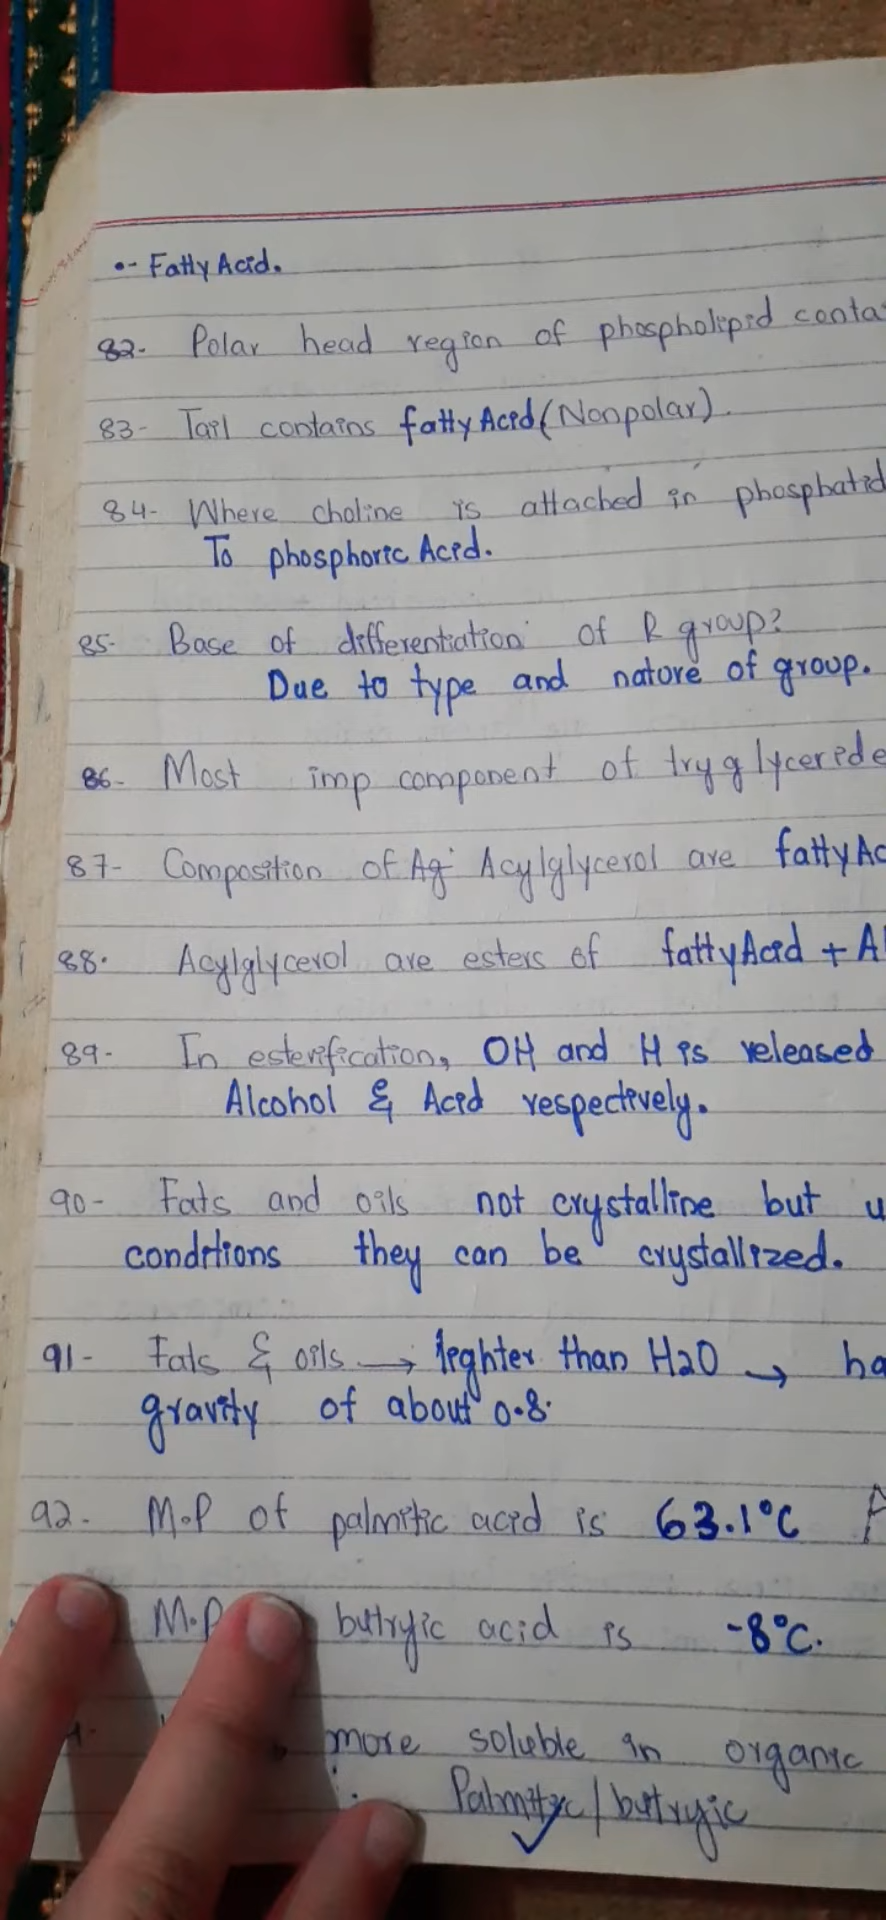 •- Fatty Acid.
82- Polar head region of phospholipid conta
83- Tail contains fatty Acid (Nonpolar).
84- Where choline is attached in phosphatid
To phosphoric Acid.
85- Base of differentiation of R group?
Due to type and nature of group.
86- Most imp component of tryglyceride
87- Composition of Ag Acylglycerol are fatty Ac
88. Acylglycerol are esters of fatty Acid + Al
89- In esterification, OH and H is released
Alcohol & Acid respectively.
90- Fats and oils not crystalline but u
conditions they can be crystallized.
91- Fats & oils → leghter than H2O → ha
gravity of about 0.8.
92. M.P of palmitic acid is 63.1°C
M.P butryic acid is -8°C.
more soluble in organic
Palmitic / butryic ✓